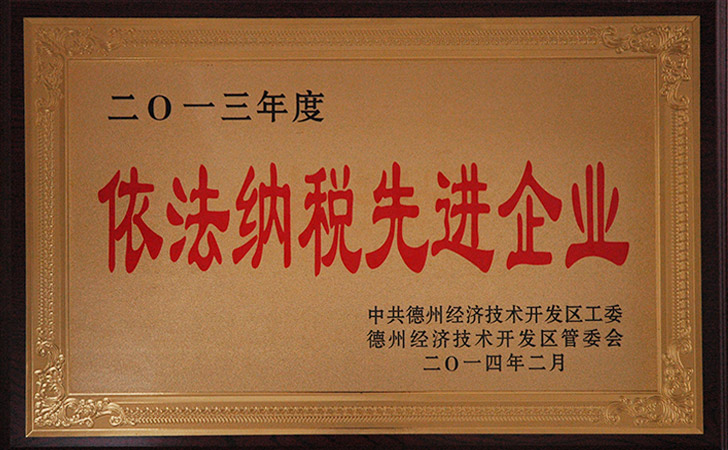 二〇一三年度
依法纳税先进企业
中共德州经济技术开发区工委
德州经济技术开发区管委会
二〇一四年二月